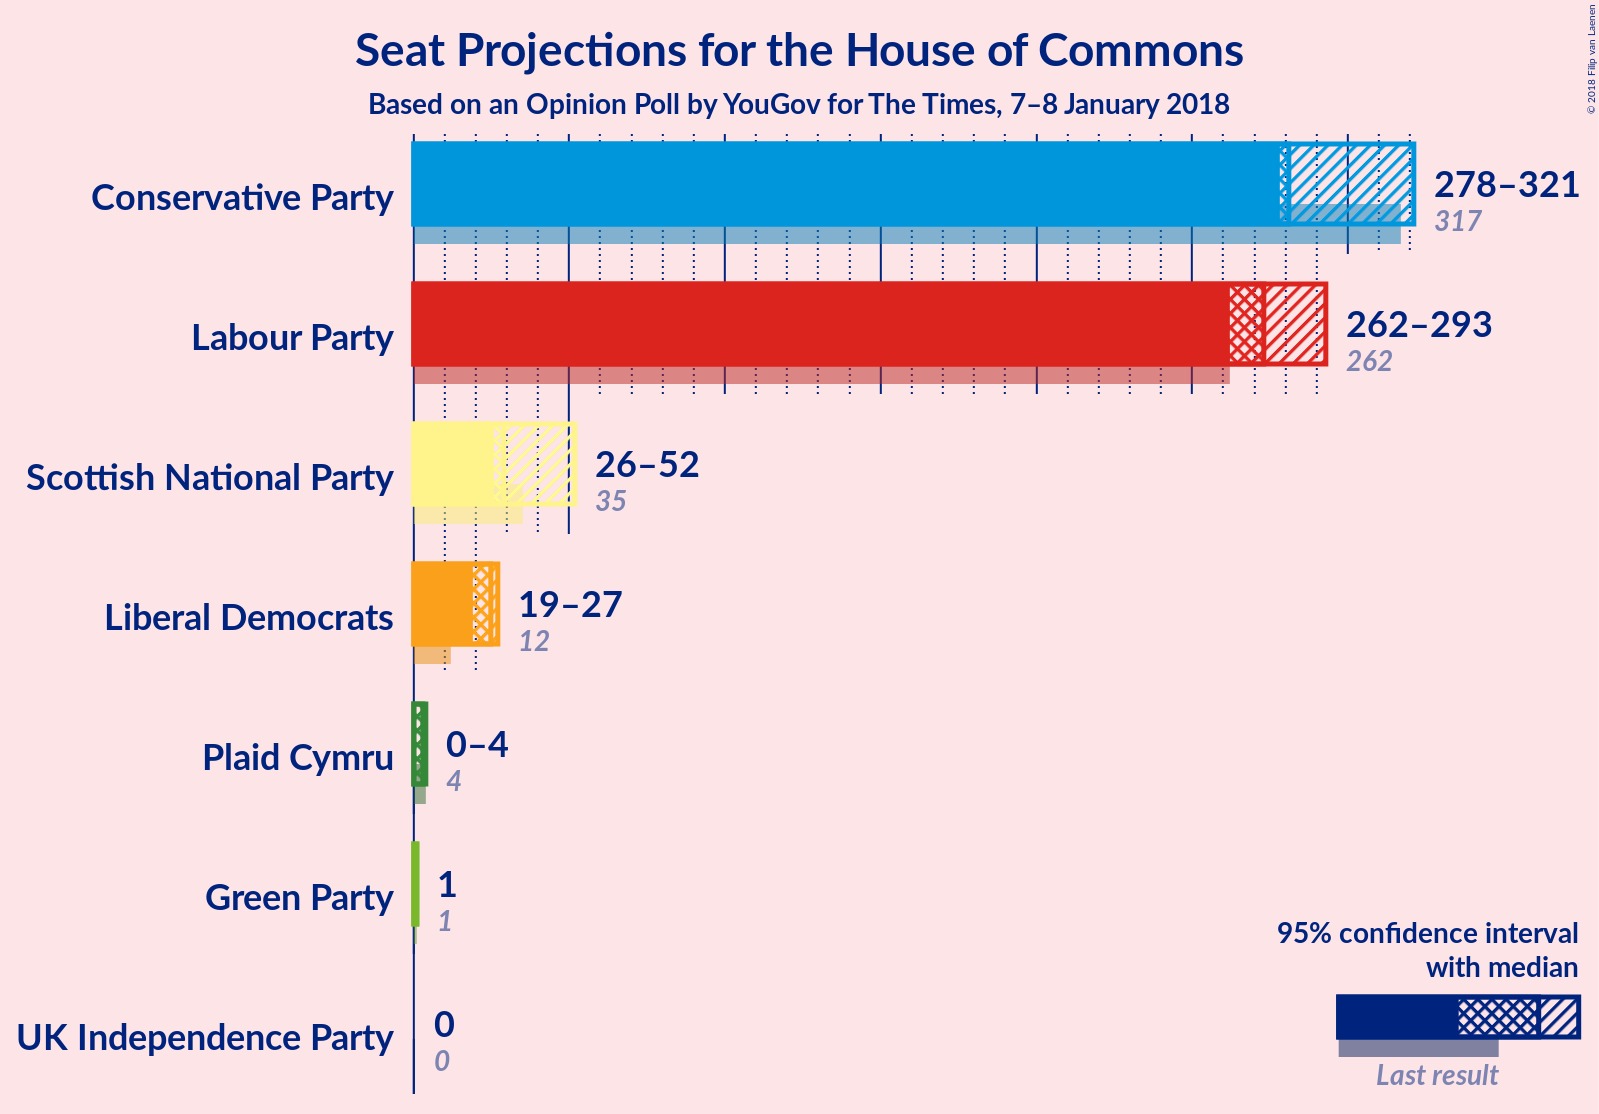 Seat Projections for the House of Commons
Based on an Opinion Poll by YouGov for The Times, 7–8 January 2018
© 2018 Filip van Laenen
Conservative Party
278–321
317
Labour Party
262–293
262
Scottish National Party
26–52
35
Liberal Democrats
19–27
12
Plaid Cymru
0–4
4
Green Party
1
1
UK Independence Party
0
0
95% confidence interval
with median
Last result